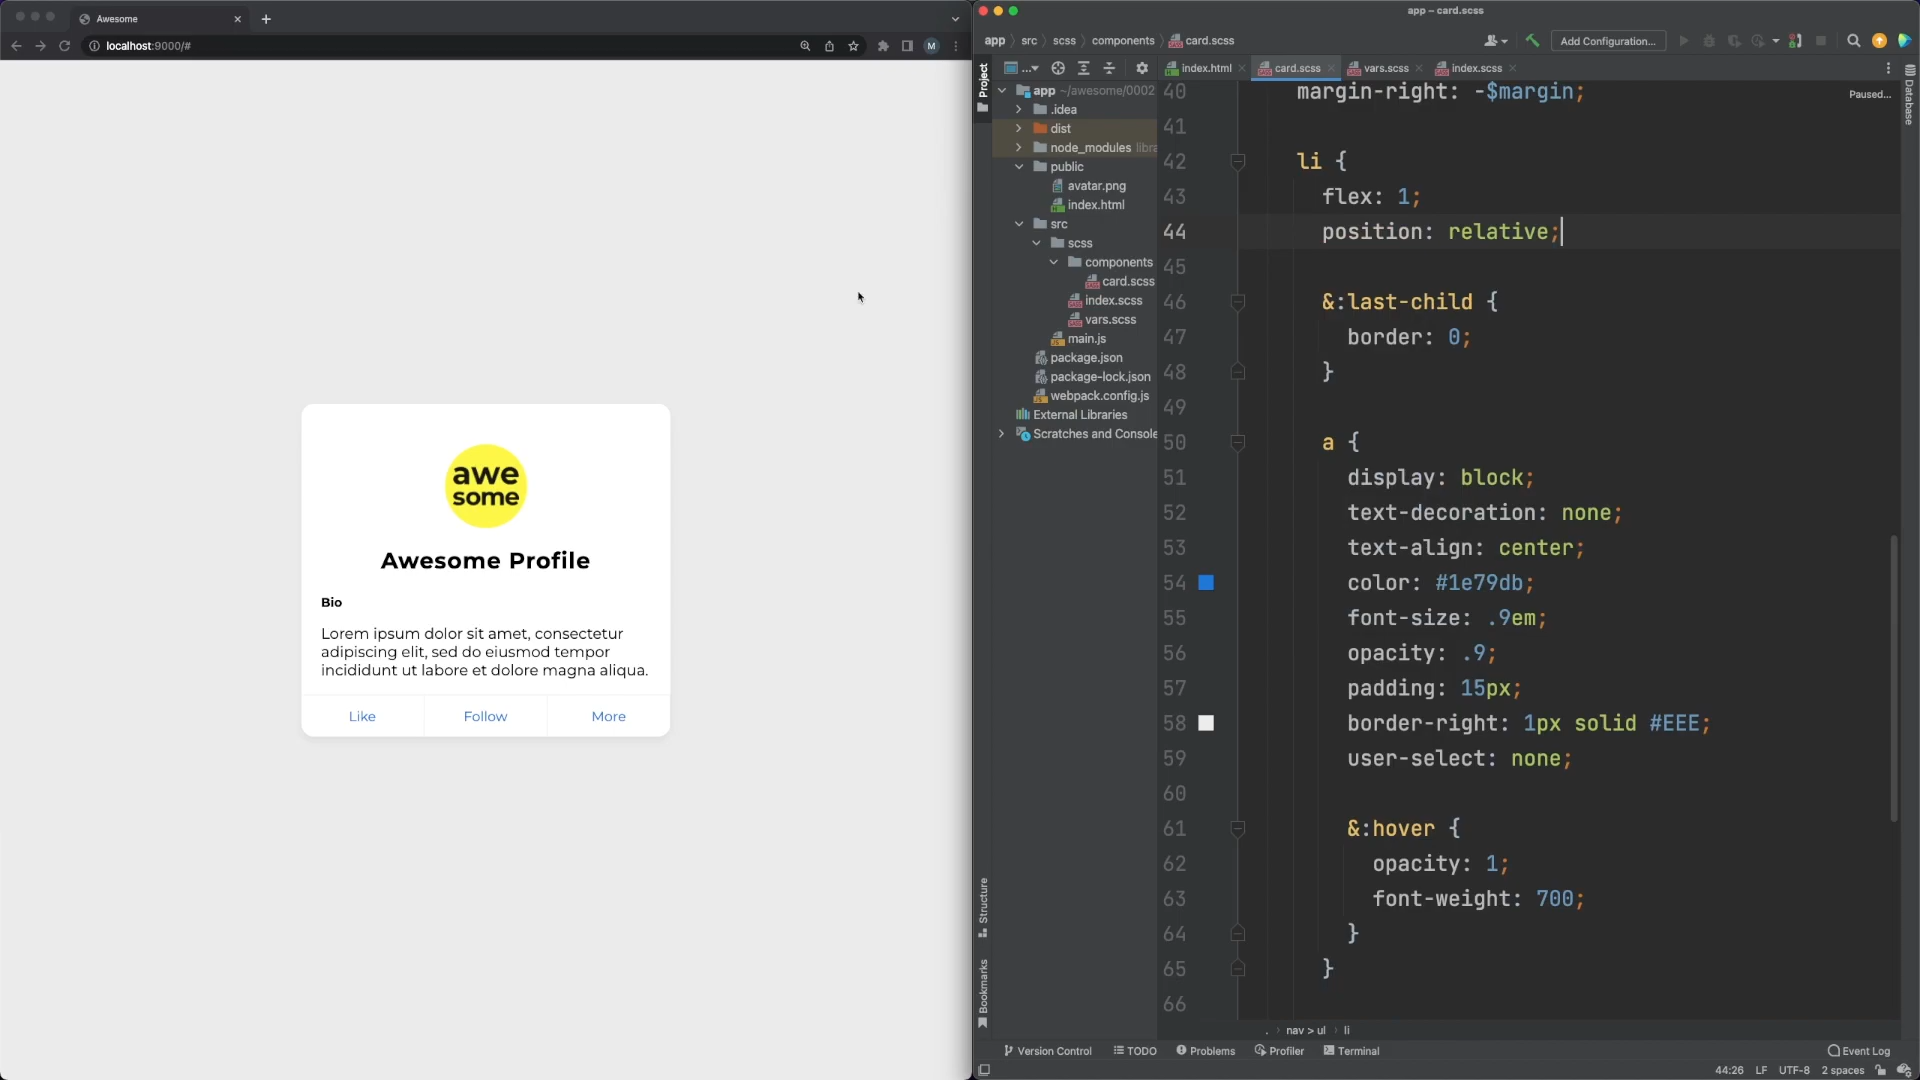 Awesome
localhost:9000/#
M
awe
some
Awesome Profile
Bio
Lorem ipsum dolor sit amet, consectetur
adipiscing elit, sed do eiusmod tempor
incididunt ut labore et dolore magna aliqua.
Like
Follow
More
app – card.scss
app
src
scss
components
card.scss
Add Configuration...
...
index.html
card.scss
vars.scss
index.scss
Project
Structure
Bookmarks
Database
app ~/awesome/0002
.idea
dist
node_modules libra
public
avatar.png
index.html
src
scss
components
card.scss
index.scss
vars.scss
main.js
package.json
package-lock.json
webpack.config.js
External Libraries
Scratches and Console
Paused...
40 margin-right: -$margin;
41
42 li {
43 flex: 1;
44 position: relative;
45
46 &:last-child {
47 border: 0;
48 }
49
50 a {
51 display: block;
52 text-decoration: none;
53 text-align: center;
54 color: #1e79db;
55 font-size: .9em;
56 opacity: .9;
57 padding: 15px;
58 border-right: 1px solid #EEE;
59 user-select: none;
60
61 &:hover {
62 opacity: 1;
63 font-weight: 700;
64 }
65 }
66
. nav > ul li
Version Control
TODO
Problems
Profiler
Terminal
Event Log
44:26 LF UTF-8 2 spaces